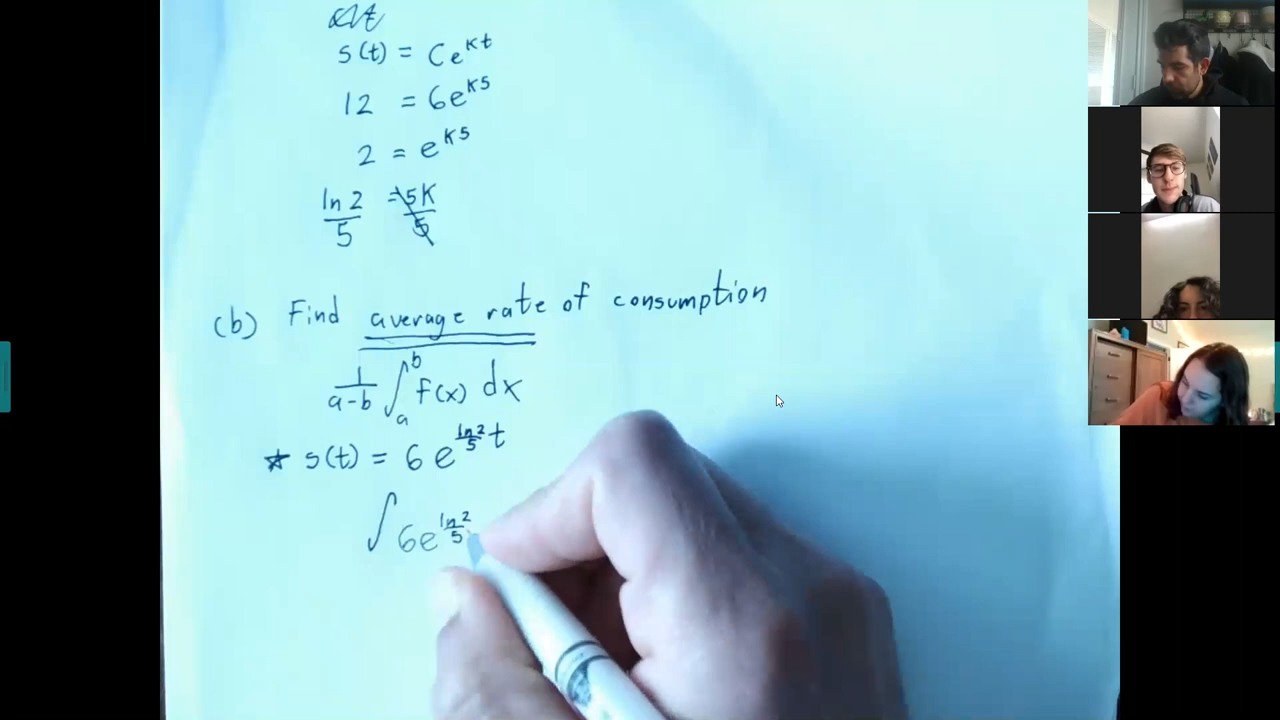 s(t) = Ce^{kt}
12 = 6e^{k5}
2 = e^{k5}
ln 2 / 5 = 5k / 5
(b) Find average rate of consumption
1/(a-b) ∫_a^b f(x) dx
★ s(t) = 6e^{ln2/5 t}
∫ 6e^{ln2/5}